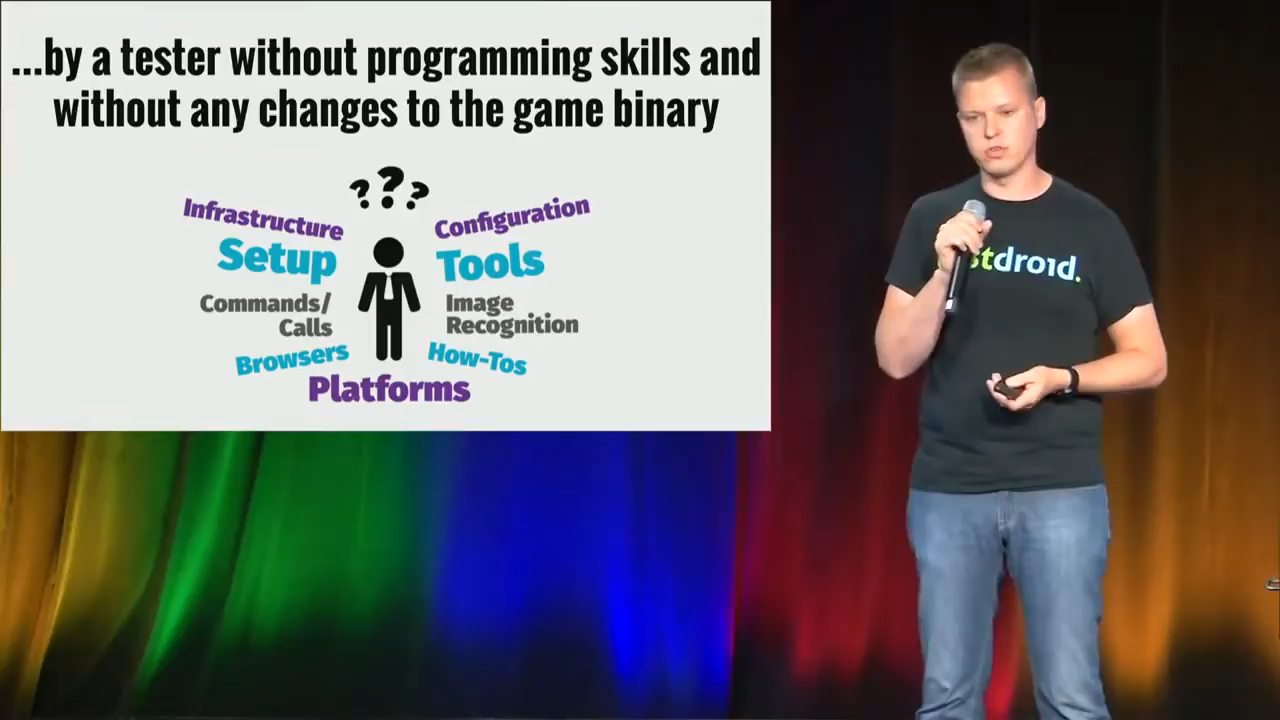 ...by a tester without programming skills and
without any changes to the game binary
???
Infrastructure
Configuration
Setup
Tools
Commands/
Calls
Image
Recognition
Browsers
How-Tos
Platforms
stdroid.